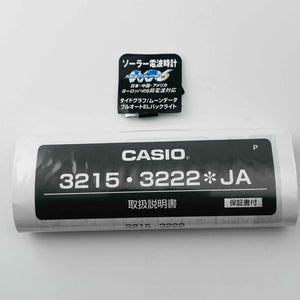 ソーラー電波時計
日本・中国・アメリカ
ヨーロッパの6局電波対応
タイドグラフ/ムーンデータ
フルオートELバックライト
P
CASIO
3215・3222*JA
取扱説明書
保証書付
3215・3222